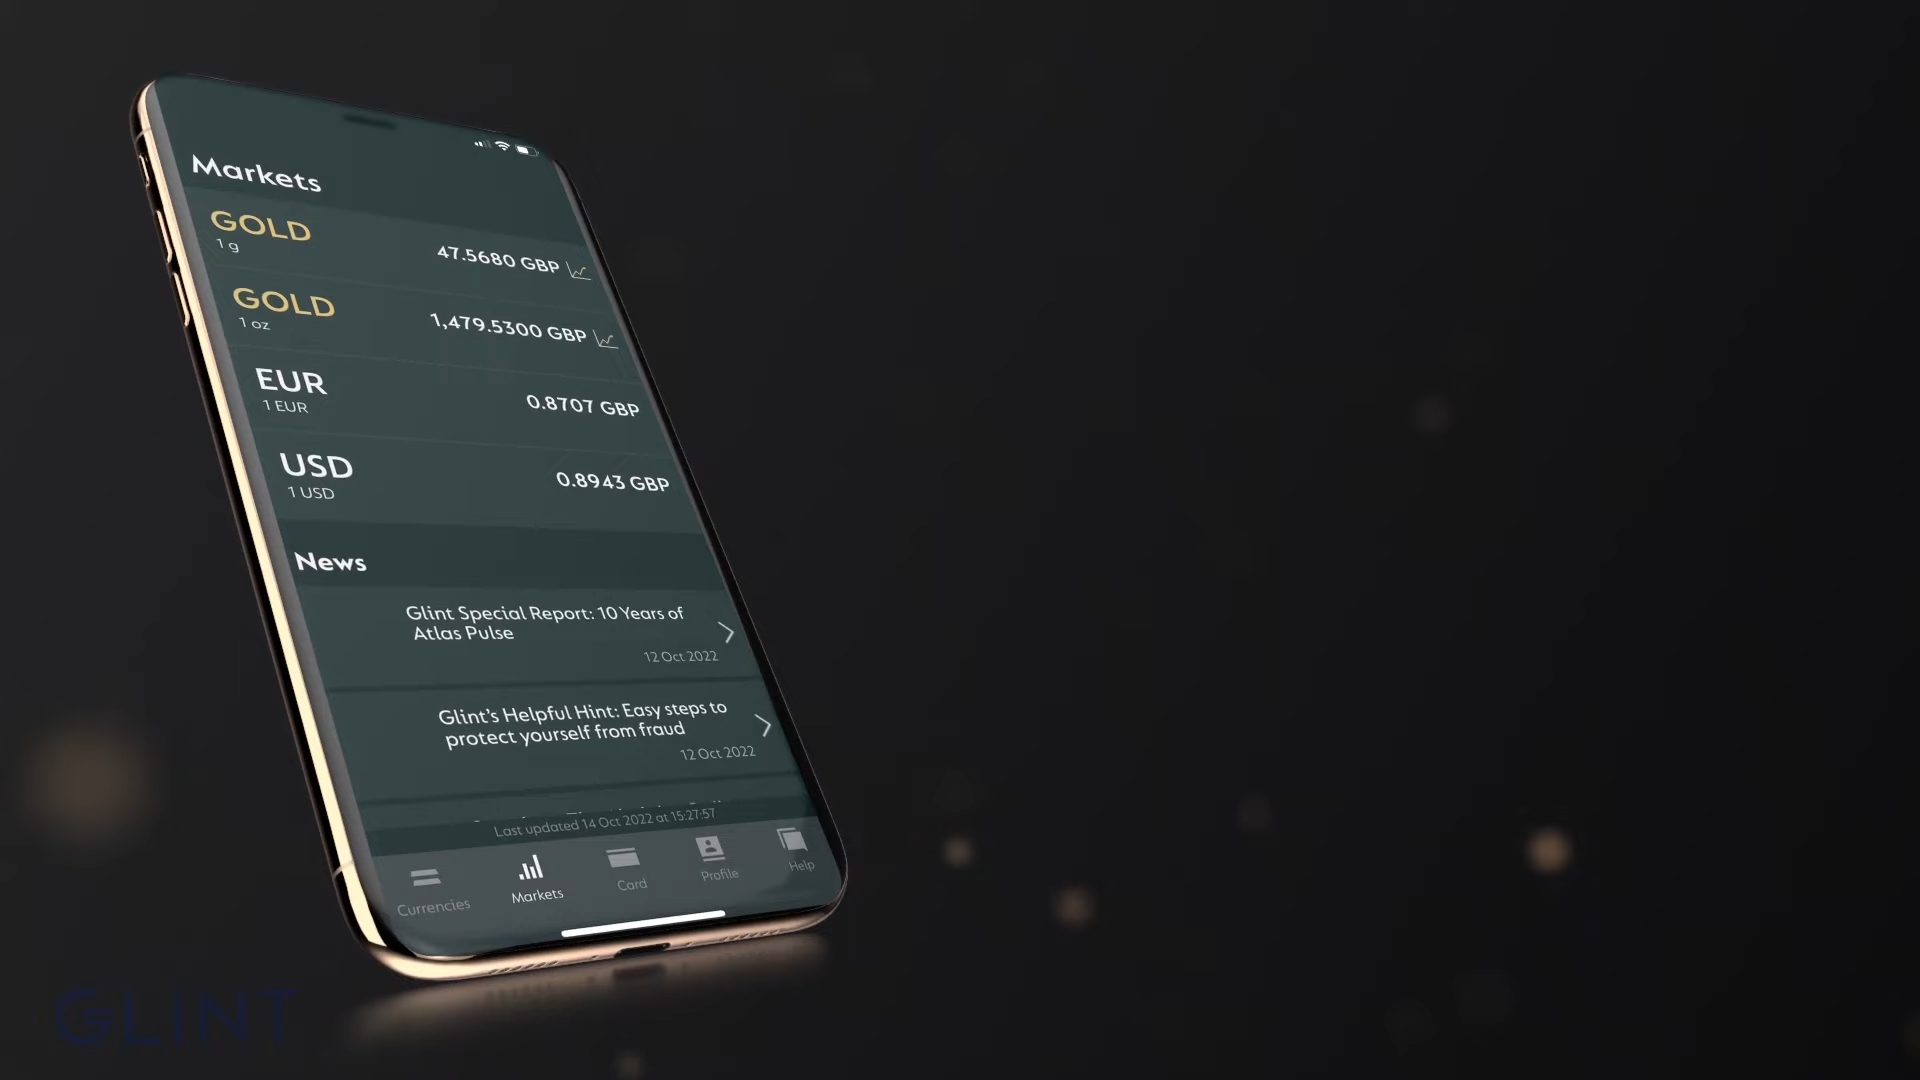 Markets
GOLD
1 g
47.5680 GBP
GOLD
1 oz
1,479.5300 GBP
EUR
1 EUR
0.8707 GBP
USD
1 USD
0.8943 GBP
News
Glint Special Report: 10 Years of
Atlas Pulse
12 Oct 2022
Glint's Helpful Hint: Easy steps to
protect yourself from fraud
12 Oct 2022
Last updated 14 Oct 2022 at 15:27:57
Currencies
Markets
Card
Profile
Help
GLINT